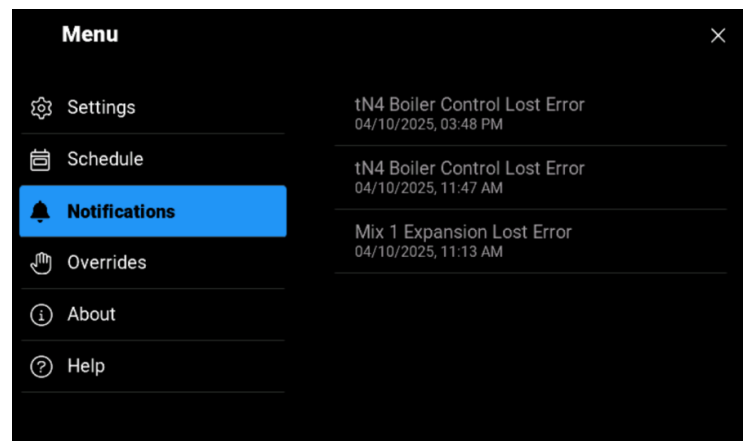 Menu
Settings
Schedule
Notifications
Overrides
About
Help
tN4 Boiler Control Lost Error
04/10/2025, 03:48 PM
tN4 Boiler Control Lost Error
04/10/2025, 11:47 AM
Mix 1 Expansion Lost Error
04/10/2025, 11:13 AM